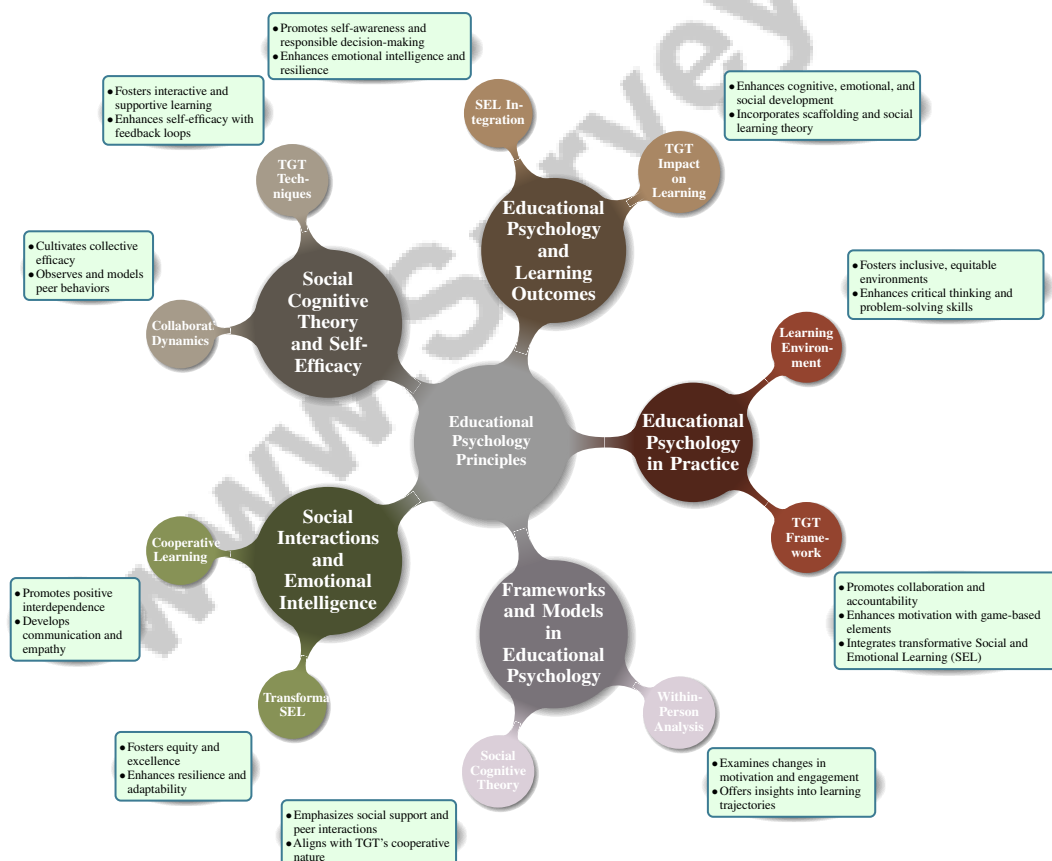 • Promotes self-awareness and
responsible decision-making
• Enhances emotional intelligence and
resilience
• Fosters interactive and
supportive learning
• Enhances self-efficacy with
feedback loops
• Enhances cognitive, emotional, and
social development
• Incorporates scaffolding and social
learning theory
SEL In-
tegration
TGT
Impact
on
Learning
TGT
Tech-
niques
Educational
Psychology
and
Learning
Outcomes
• Cultivates collective
efficacy
• Observes and models
peer behaviors
Social
Cognitive
Theory
and Self-
Efficacy
• Fosters inclusive, equitable
environments
• Enhances critical thinking and
problem-solving skills
Collaborat
Dynamics
Learning
Environ-
ment
Educational
Psychology
Principles
Educational
Psychology
in Practice
Social
Interactions
and
Emotional
Intelligence
Cooperative
Learning
TGT
Frame-
work
• Promotes positive
interdependence
• Develops
communication and
empathy
Frameworks
and Models
in
Educational
Psychology
• Promotes collaboration and
accountability
• Enhances motivation with game-based
elements
• Integrates transformative Social and
Emotional Learning (SEL)
Transforma
SEL
Within-
Person
Analysis
Social
Cognitive
Theory
• Fosters equity and
excellence
• Enhances resilience and
adaptability
• Examines changes in
motivation and engagement
• Offers insights into learning
trajectories
• Emphasizes social support and
peer interactions
• Aligns with TGT's cooperative
nature